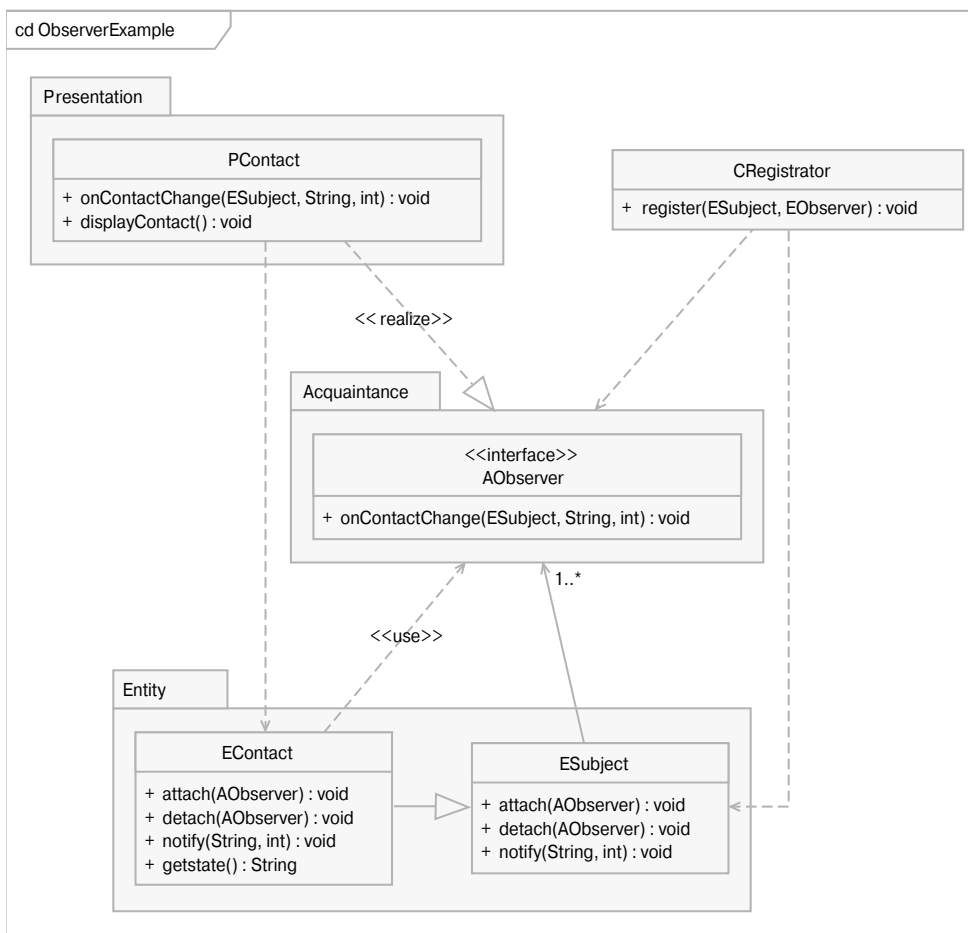 cd ObserverExample
Presentation
PContact
+ onContactChange(ESubject, String, int) : void
+ displayContact() : void
CRegistrator
+ register(ESubject, EObserver) : void
<< realize>>
Acquaintance
<<interface>>
AObserver
+ onContactChange(ESubject, String, int) : void
1..*
<<use>>
Entity
EContact
+ attach(AObserver) : void
+ detach(AObserver) : void
+ notify(String, int) : void
+ getstate() : String
ESubject
+ attach(AObserver) : void
+ detach(AObserver) : void
+ notify(String, int) : void